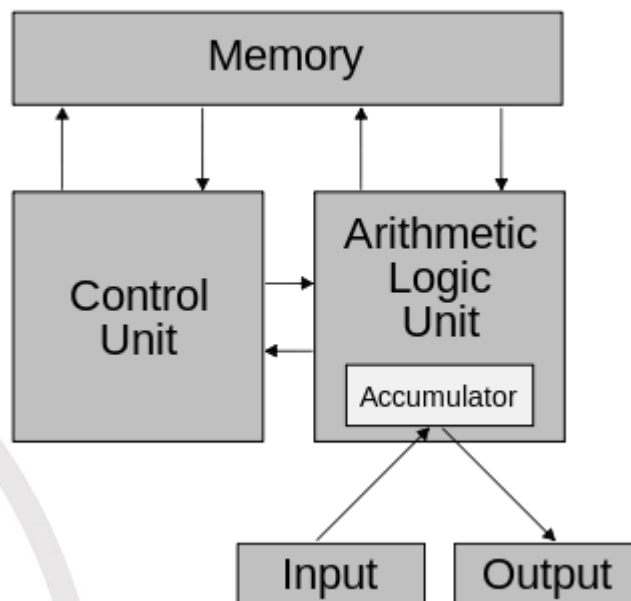 Memory
Control
Unit
Arithmetic
Logic
Unit
Accumulator
Input
Output